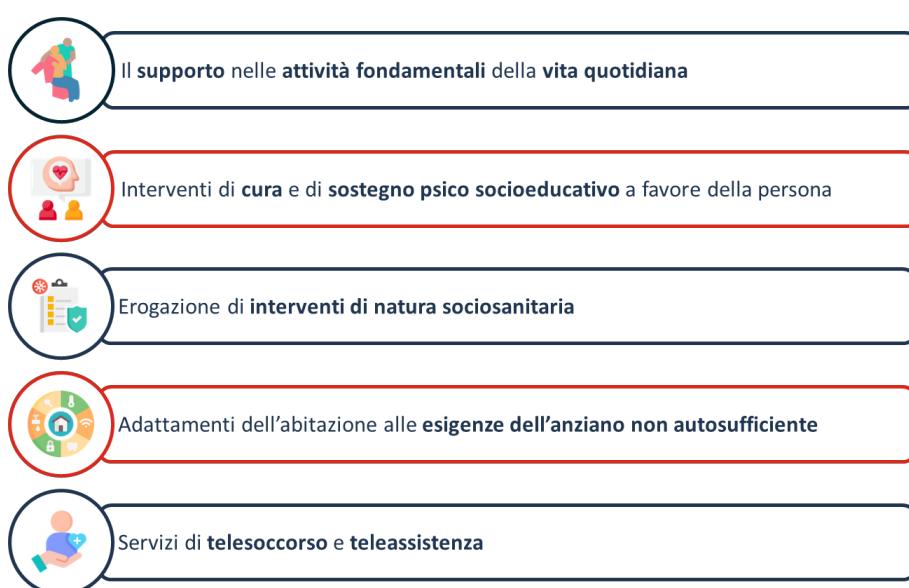 Il supporto nelle attività fondamentali della vita quotidiana
Interventi di cura e di sostegno psico socioeducativo a favore della persona
Erogazione di interventi di natura sociosanitaria
Adattamenti dell’abitazione alle esigenze dell’anziano non autosufficiente
Servizi di telesoccorso e teleassistenza